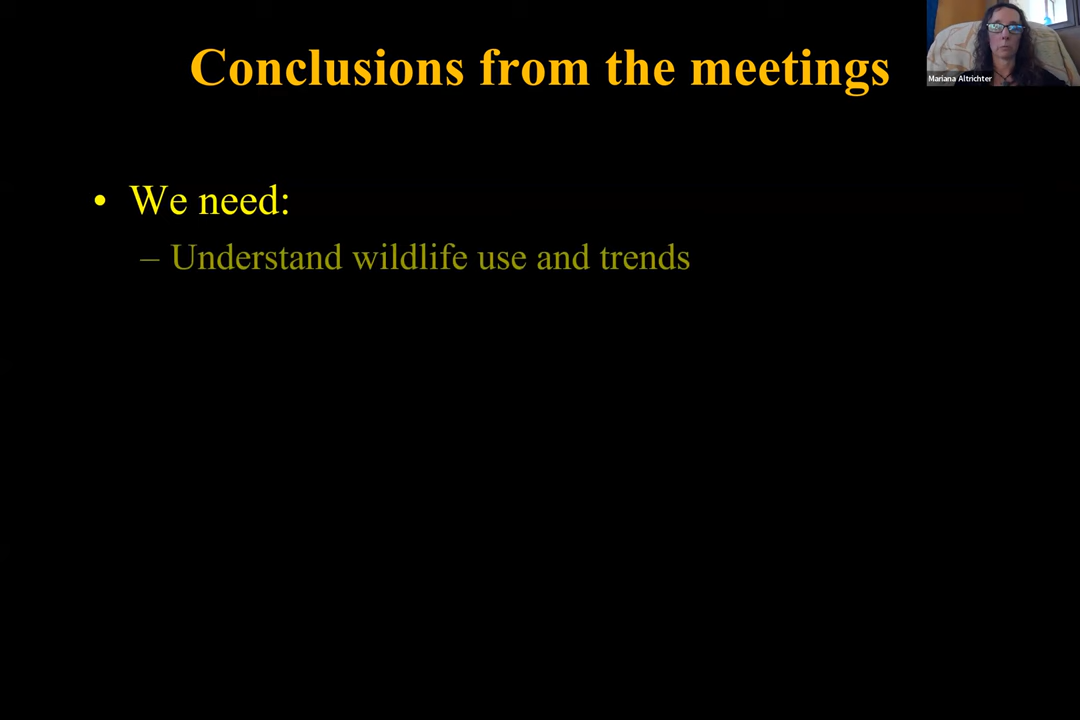 Conclusions from the meetings
Mariana Altrichter
• We need:
– Understand wildlife use and trends